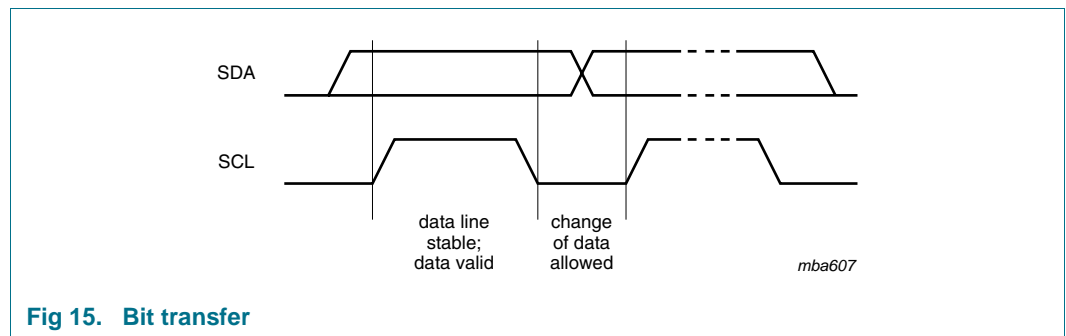 SDA
SCL
data line
stable;
data valid
change
of data
allowed
mba607
Fig 15. Bit transfer